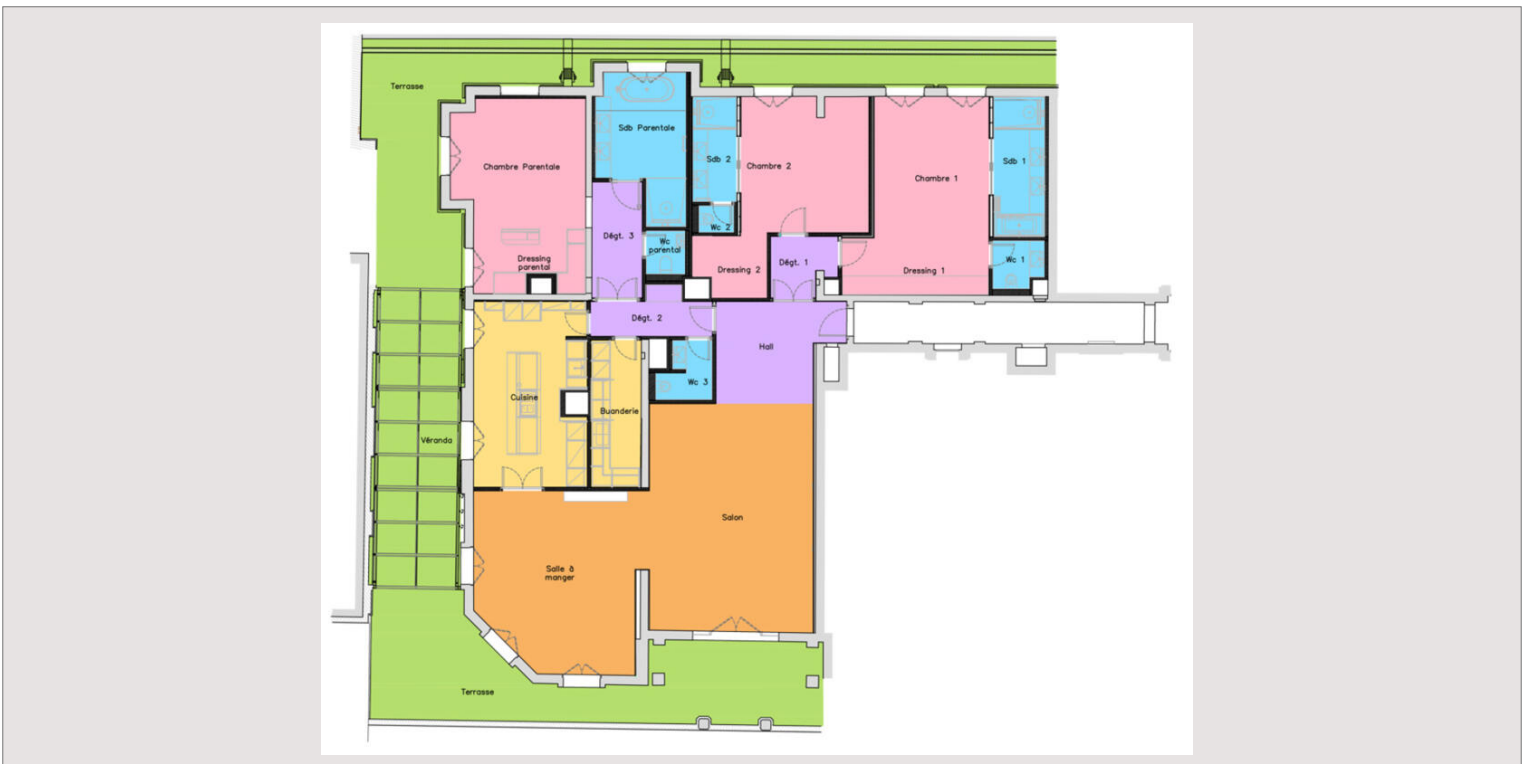 Terrasse
Sdb Parentale
Chambre Parentale
Sdb 2
Chambre 2
Chambre 1
Sdb 1
Wc 2
Dégt. 3
Wc
parental
Dressing
parental
Dressing 2
Dégt. 1
Dressing 1
Wc 1
Dégt. 2
Hall
Wc 3
Cuisine
Buanderie
Véranda
Salon
Salle à
manger
Terrasse